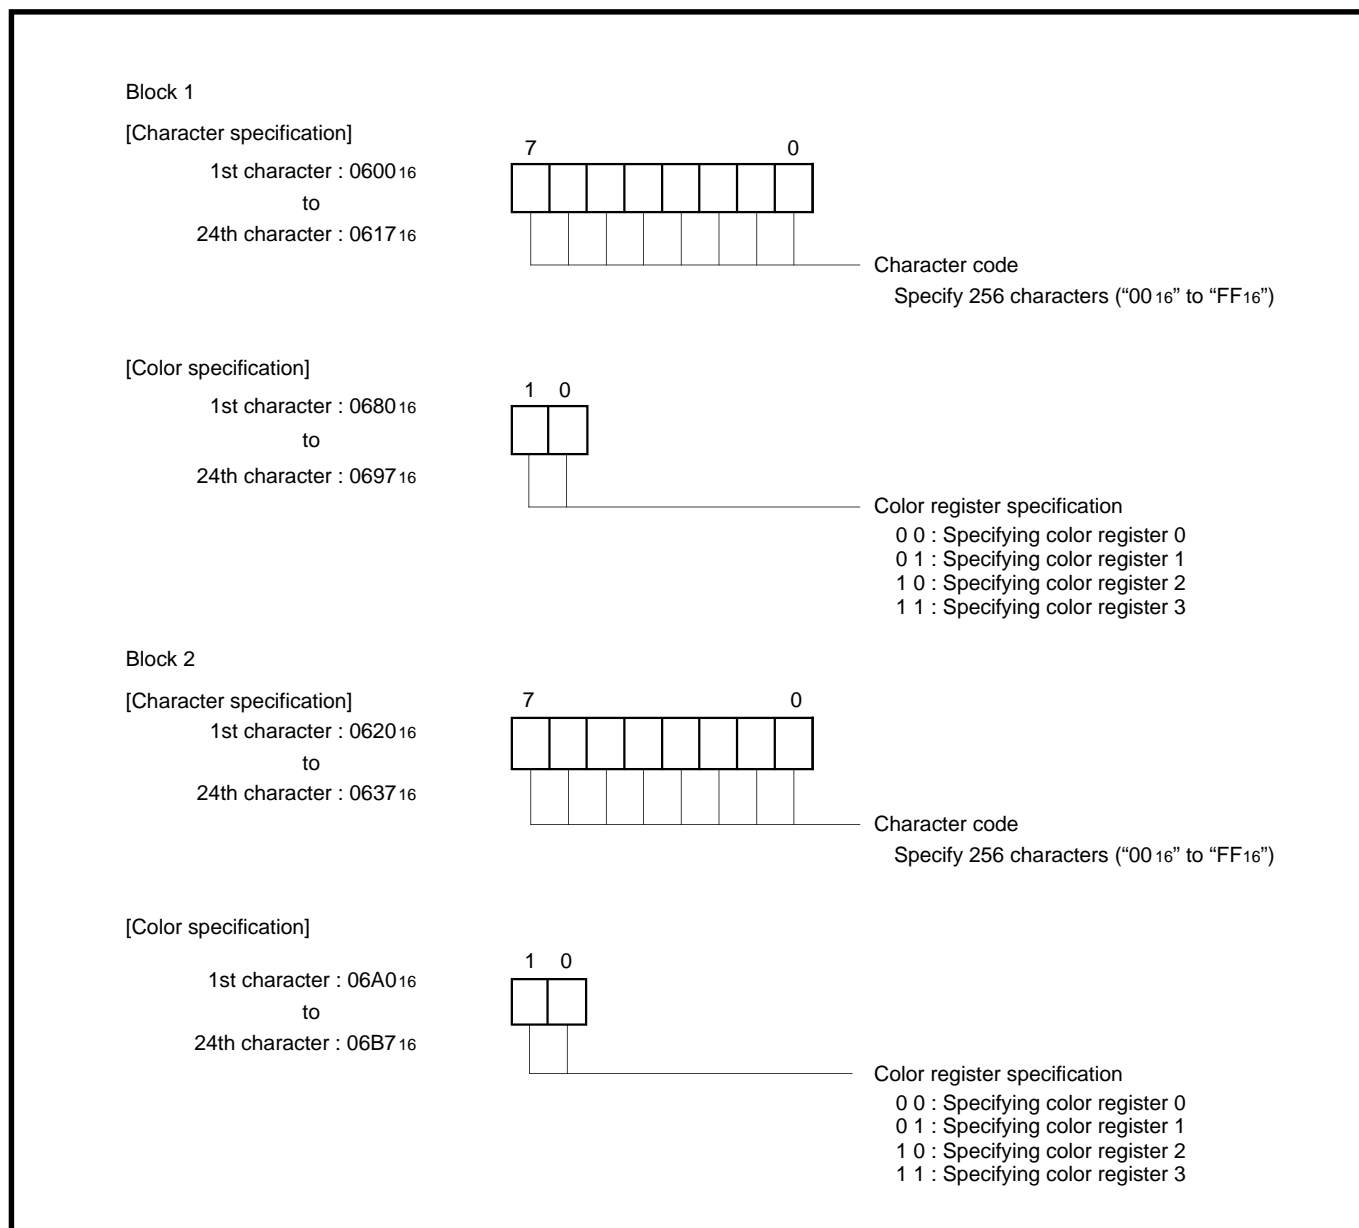 Block 1
[Character specification]
7 0
1st character : 0600 16
to
24th character : 0617 16
Character code
Specify 256 characters (“00 16” to “FF16”)
[Color specification]
1 0
1st character : 0680 16
to
24th character : 0697 16
Color register specification
0 0 : Specifying color register 0
0 1 : Specifying color register 1
1 0 : Specifying color register 2
1 1 : Specifying color register 3
Block 2
[Character specification]
7 0
1st character : 0620 16
to
24th character : 0637 16
Character code
Specify 256 characters (“00 16” to “FF16”)
[Color specification]
1 0
1st character : 06A0 16
to
24th character : 06B7 16
Color register specification
0 0 : Specifying color register 0
0 1 : Specifying color register 1
1 0 : Specifying color register 2
1 1 : Specifying color register 3